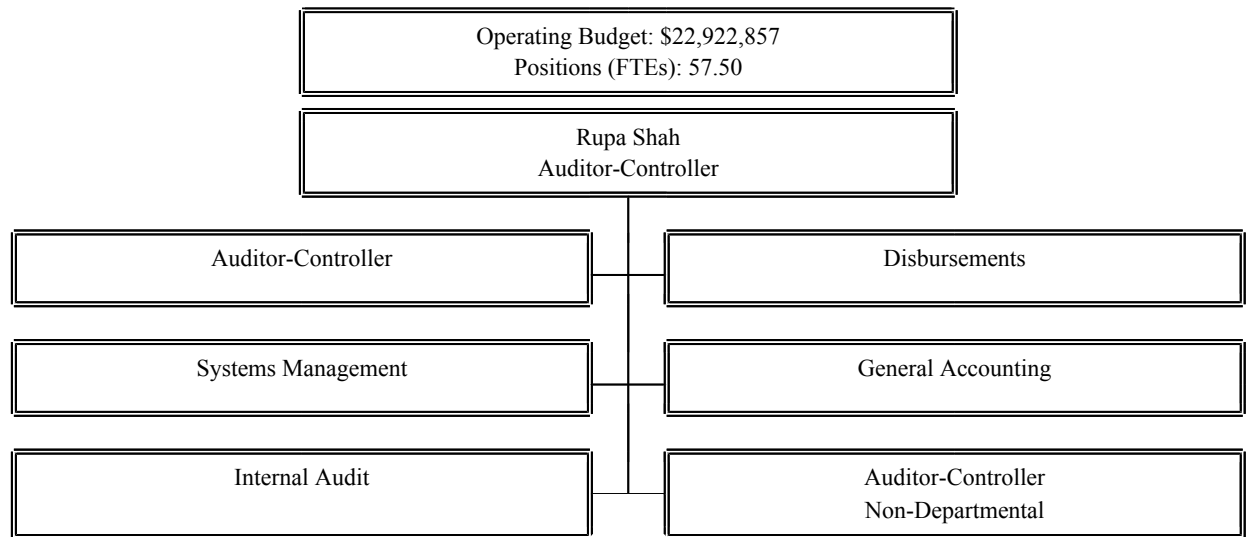 Operating Budget: $22,922,857
Positions (FTEs): 57.50
Rupa Shah
Auditor-Controller
Auditor-Controller
Disbursements
Systems Management
General Accounting
Internal Audit
Auditor-Controller
Non-Departmental